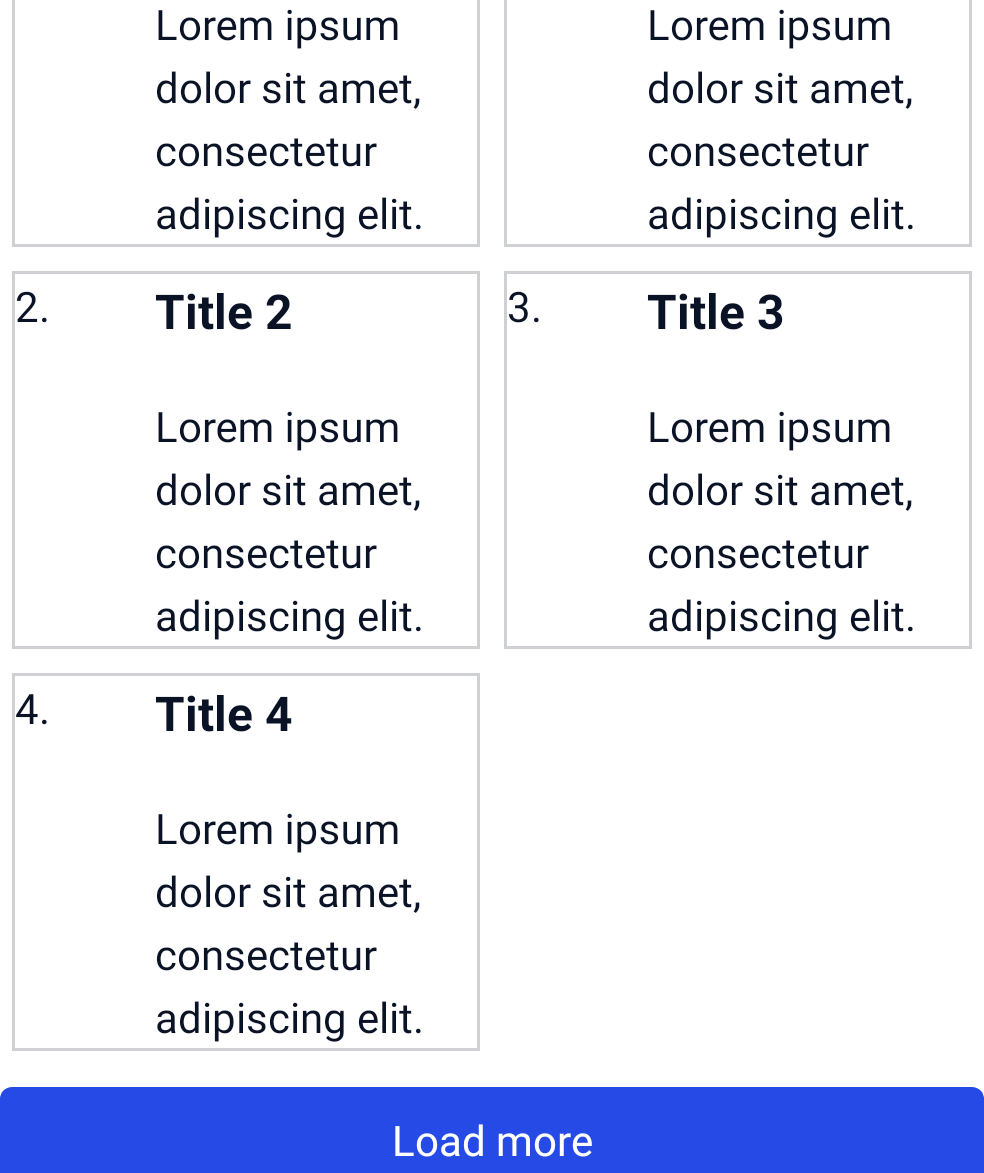 Lorem ipsum
dolor sit amet,
consectetur
adipiscing elit.
Lorem ipsum
dolor sit amet,
consectetur
adipiscing elit.
2.
Title 2
Lorem ipsum
dolor sit amet,
consectetur
adipiscing elit.
3.
Title 3
Lorem ipsum
dolor sit amet,
consectetur
adipiscing elit.
4.
Title 4
Lorem ipsum
dolor sit amet,
consectetur
adipiscing elit.
Load more